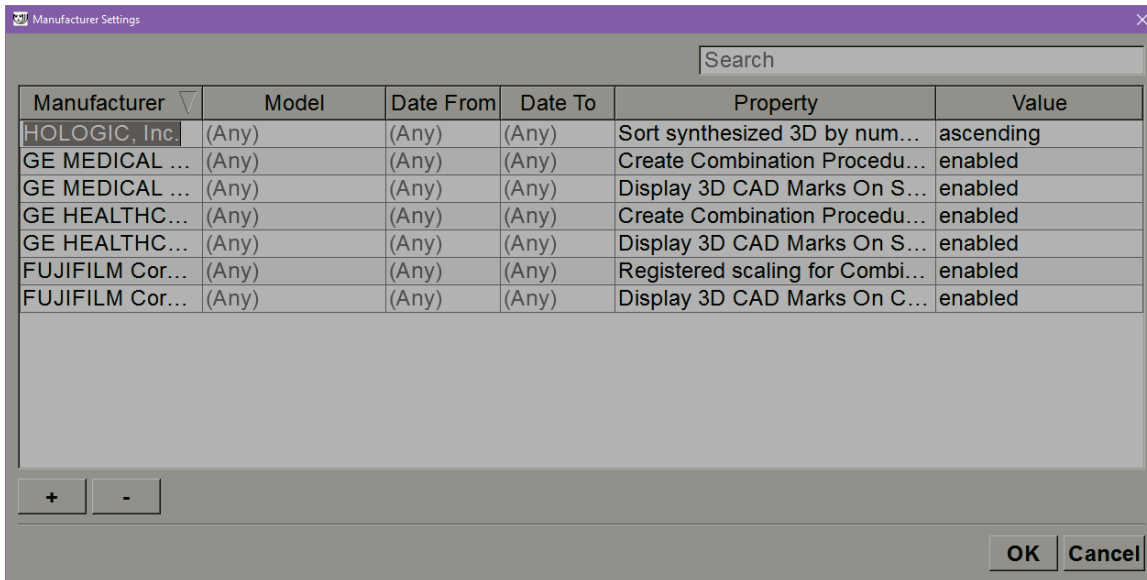 Manufacturer Settings
Search
Manufacturer Model Date From Date To Property Value
HOLOGIC, Inc. (Any) (Any) (Any) Sort synthesized 3D by num... ascending
GE MEDICAL ... (Any) (Any) (Any) Create Combination Procedu... enabled
GE MEDICAL ... (Any) (Any) (Any) Display 3D CAD Marks On S... enabled
GE HEALTHC... (Any) (Any) (Any) Create Combination Procedu... enabled
GE HEALTHC... (Any) (Any) (Any) Display 3D CAD Marks On S... enabled
FUJIFILM Cor... (Any) (Any) (Any) Registered scaling for Combi... enabled
FUJIFILM Cor... (Any) (Any) (Any) Display 3D CAD Marks On C... enabled
+ -
OK Cancel